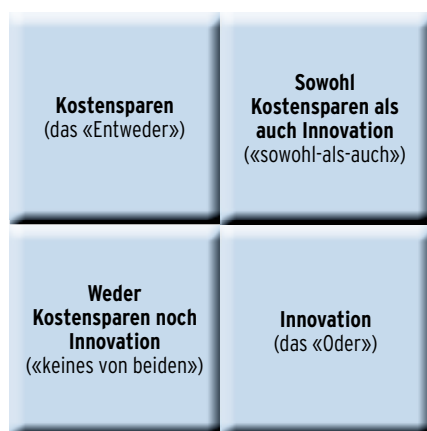 Kostensparen
(das «Entweder»)
Sowohl
Kostensparen als
auch Innovation
(«sowohl-als-auch»)
Weder
Kostensparen noch
Innovation
(«keines von beiden»)
Innovation
(das «Oder»)